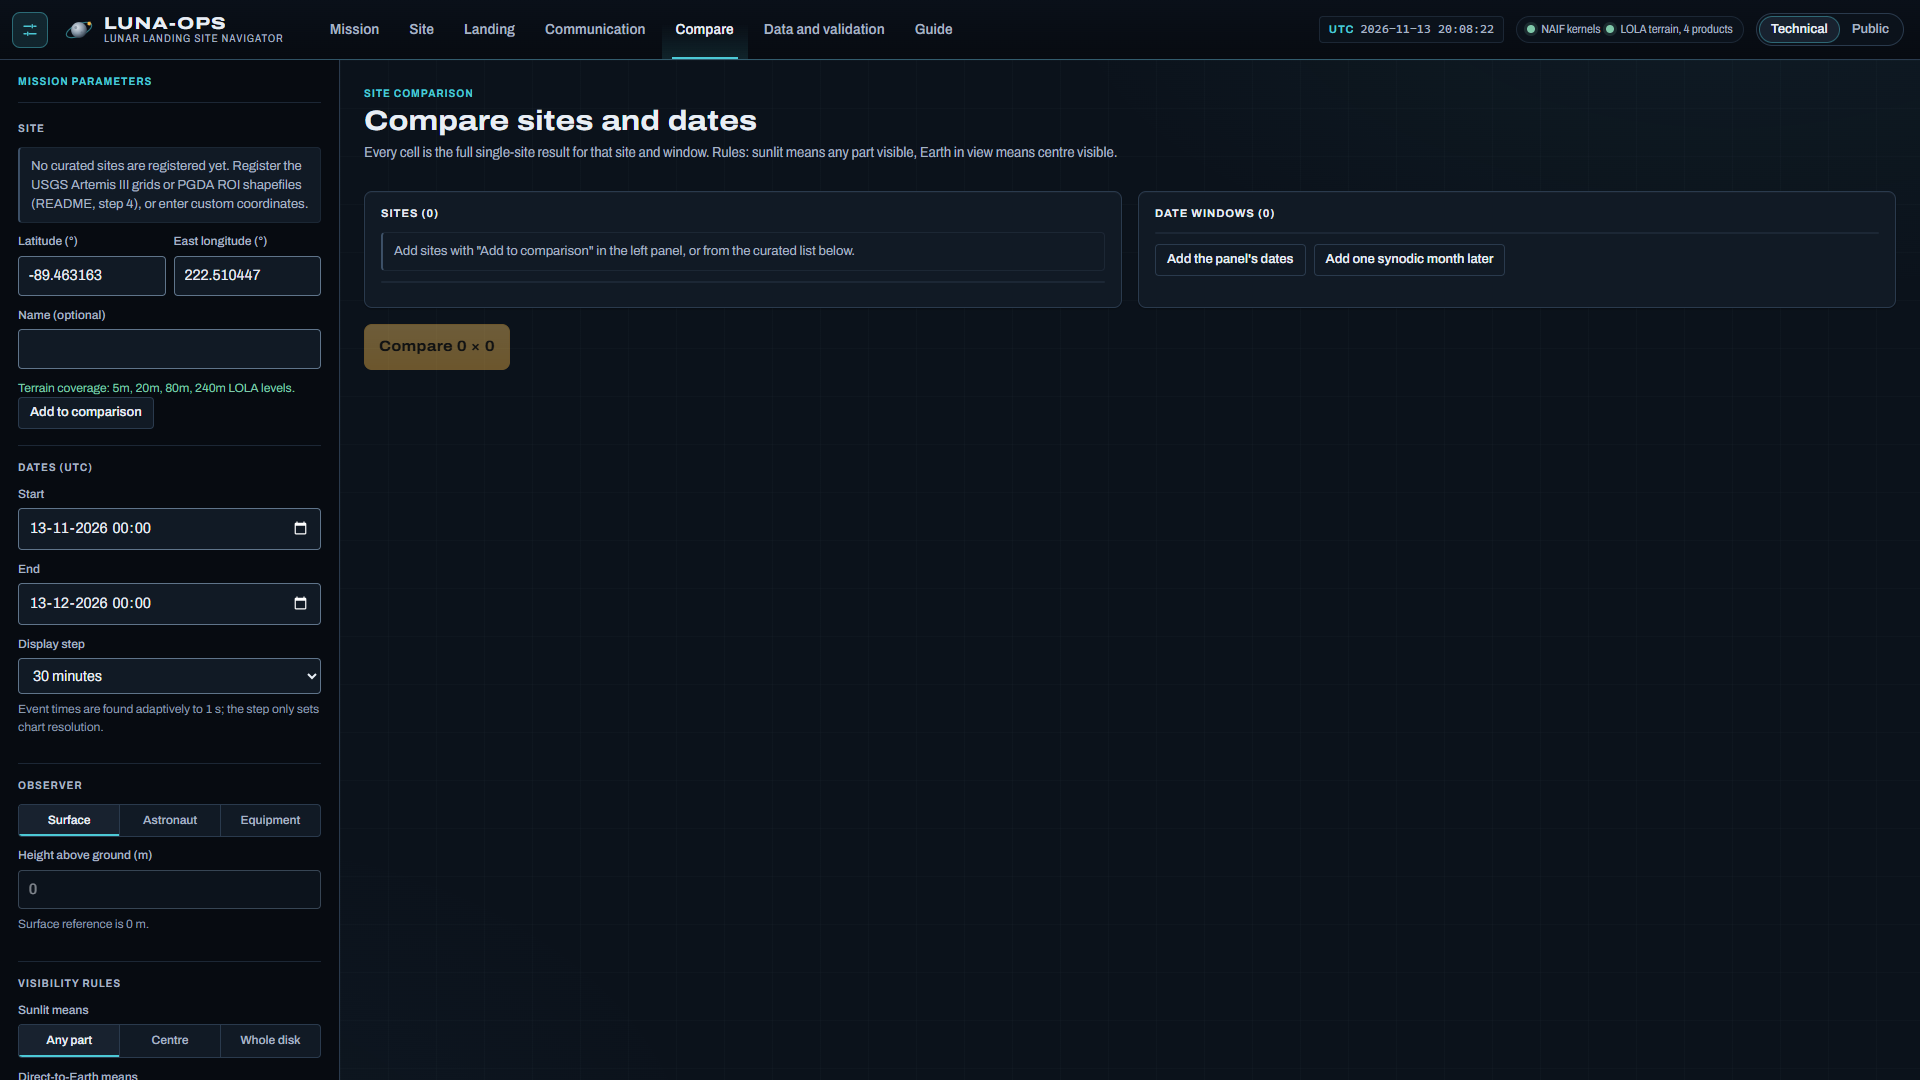 LUNA-OPS
LUNAR LANDING SITE NAVIGATOR
Mission
Site
Landing
Communication
Compare
Data and validation
Guide
UTC 2026-11-13 20:08:22
NAIF kernels
LOLA terrain, 4 products
Technical
Public
MISSION PARAMETERS
SITE
No curated sites are registered yet. Register the
USGS Artemis III grids or PGDA ROI shapefiles
(README, step 4), or enter custom coordinates.
Latitude (°)
East longitude (°)
-89.463163
222.510447
Name (optional)
Terrain coverage: 5m, 20m, 80m, 240m LOLA levels.
Add to comparison
DATES (UTC)
Start
13-11-2026 00:00
End
13-12-2026 00:00
Display step
30 minutes
Event times are found adaptively to 1 s; the step only sets
chart resolution.
OBSERVER
Surface
Astronaut
Equipment
Height above ground (m)
0
Surface reference is 0 m.
VISIBILITY RULES
Sunlit means
Any part
Centre
Whole disk
Direct-to-Earth means
SITE COMPARISON
Compare sites and dates
Every cell is the full single-site result for that site and window. Rules: sunlit means any part visible, Earth in view means centre visible.
SITES (0)
Add sites with "Add to comparison" in the left panel, or from the curated list below.
DATE WINDOWS (0)
Add the panel's dates
Add one synodic month later
Compare 0 × 0